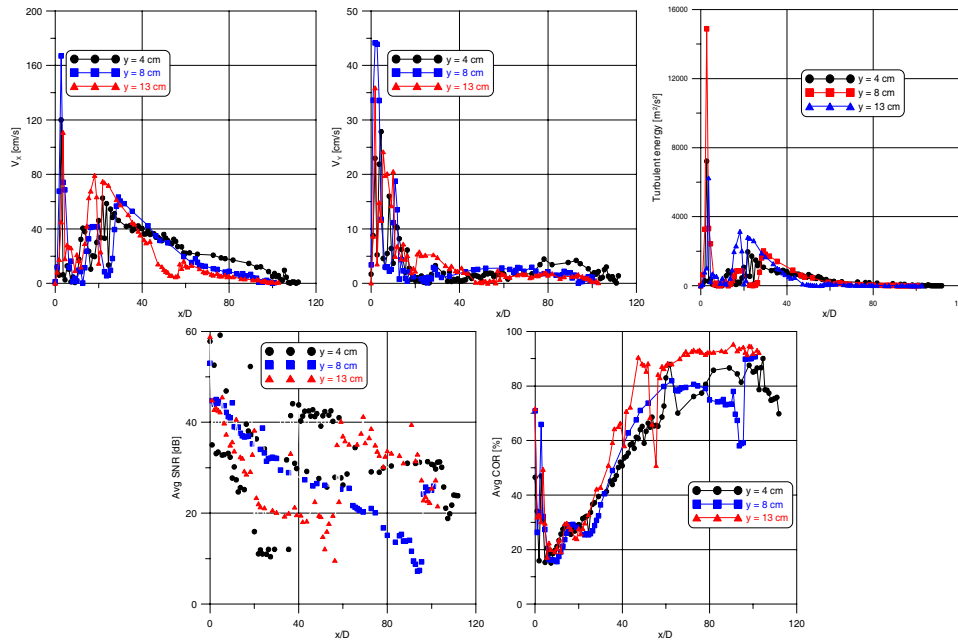 200
160
120
80
40
0
V_X [cm/s]
y = 4 cm
y = 8 cm
y = 13 cm
0 40 80 120
x/D
50
40
30
20
10
0
V_Y [cm/s]
y = 4 cm
y = 8 cm
y = 13 cm
0 40 80 120
x/D
16000
12000
8000
4000
0
Turbulent energy [m²/s²]
y = 4 cm
y = 8 cm
y = 13 cm
0 40 80
x/D
60
40
20
0
Avg SNR [dB]
y = 4 cm
y = 8 cm
y = 13 cm
0 40 80 120
x/D
100
80
60
40
20
0
Avg COR [%]
y = 4 cm
y = 8 cm
y = 13 cm
0 40 80 120
x/D